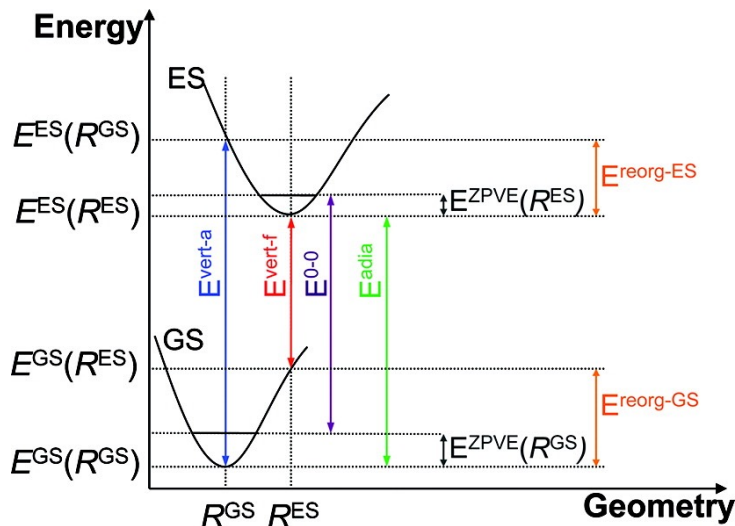 Energy
ES
E^ES(R^GS)
E^reorg-ES
E^ZPVE(R^ES)
E^ES(R^ES)
E^vert-a
E^vert-f
E^0-0
E^adia
GS
E^GS(R^ES)
E^reorg-GS
E^ZPVE(R^GS)
E^GS(R^GS)
Geometry
R^GS R^ES